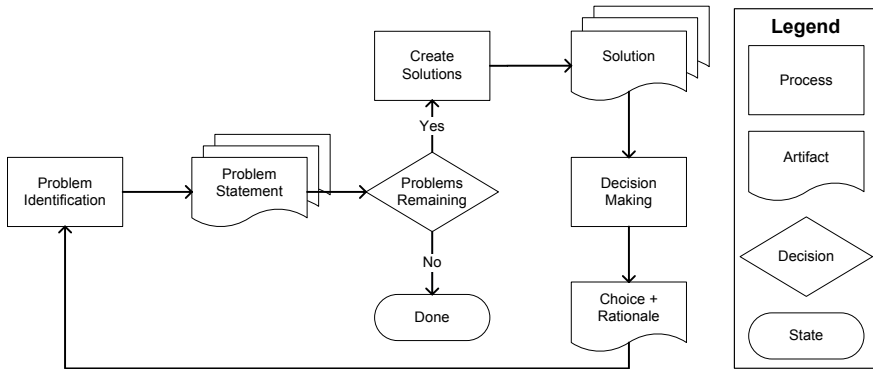 Create
Solutions
Solution
Legend
Process
Yes
Artifact
Problem
Identification
Problem
Statement
Problems
Remaining
Decision
Making
Decision
No
Done
Choice +
Rationale
State